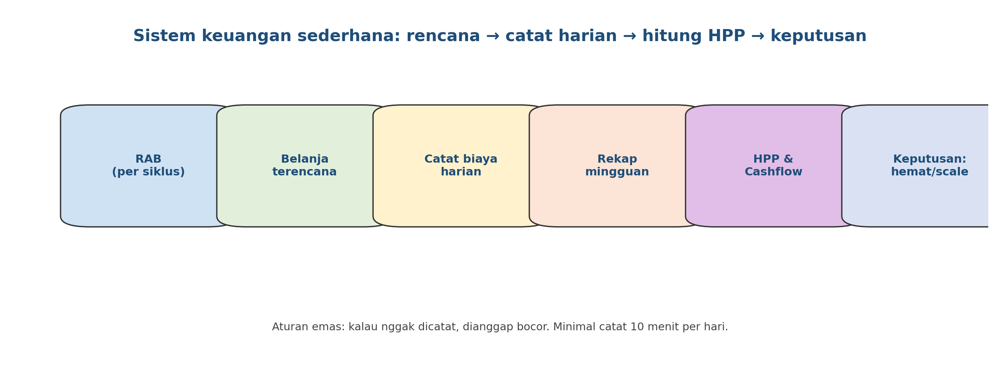 Sistem keuangan sederhana: rencana → catat harian → hitung HPP → keputusan
RAB
(per siklus)
Belanja
terencana
Catat biaya
harian
Rekap
mingguan
HPP &
Cashflow
Keputusan:
hemat/scale
Aturan emas: kalau nggak dicatat, dianggap bocor. Minimal catat 10 menit per hari.